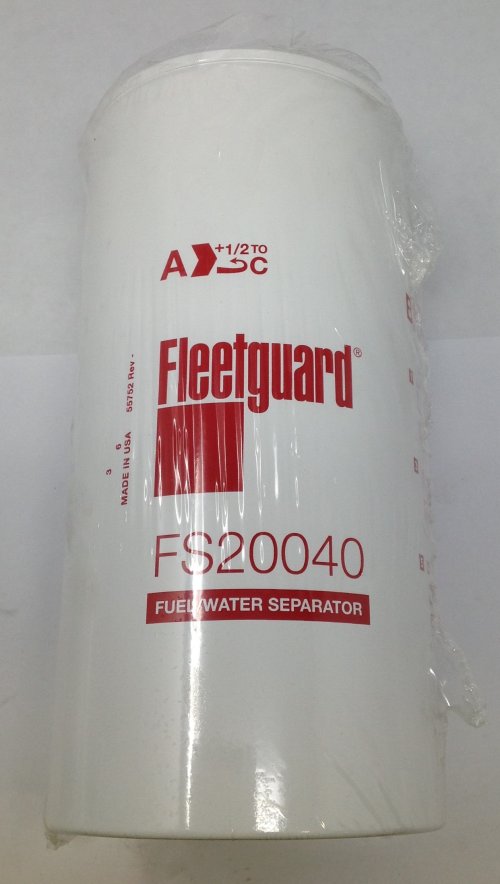 A +1/2 TO C
Fleetguard®
FS20040
FUEL/WATER SEPARATOR
3 6
MADE IN USA 55752 Rev -